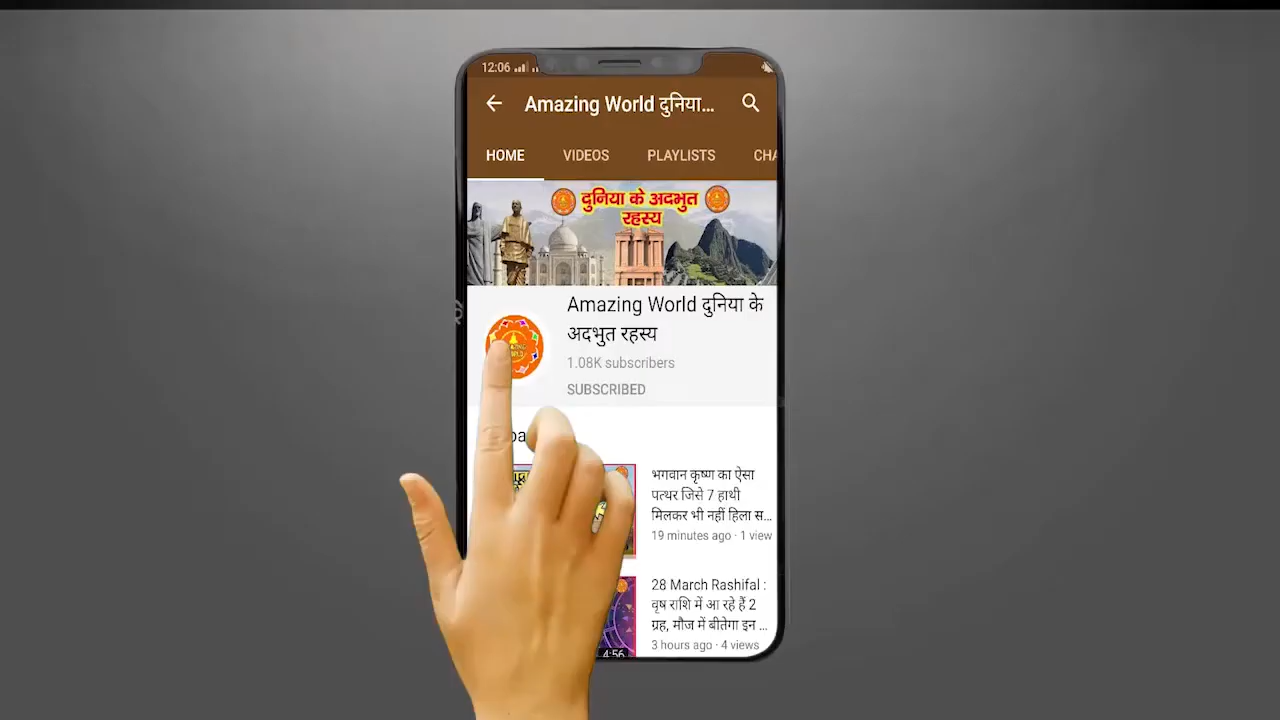 12:06
Amazing World दुनिया...
HOME VIDEOS PLAYLISTS CHA
दुनिया के अदभुत
रहस्य
Amazing World दुनिया के
अदभुत रहस्य
1.08K subscribers
SUBSCRIBED
भगवान कृष्ण का ऐसा
पत्थर जिसे 7 हाथी
मिलकर भी नहीं हिला स...
19 minutes ago · 1 view
28 March Rashifal :
वृष राशि में आ रहे हैं 2
ग्रह, मौज में बीतेगा इन ...
3 hours ago · 4 views
4:56